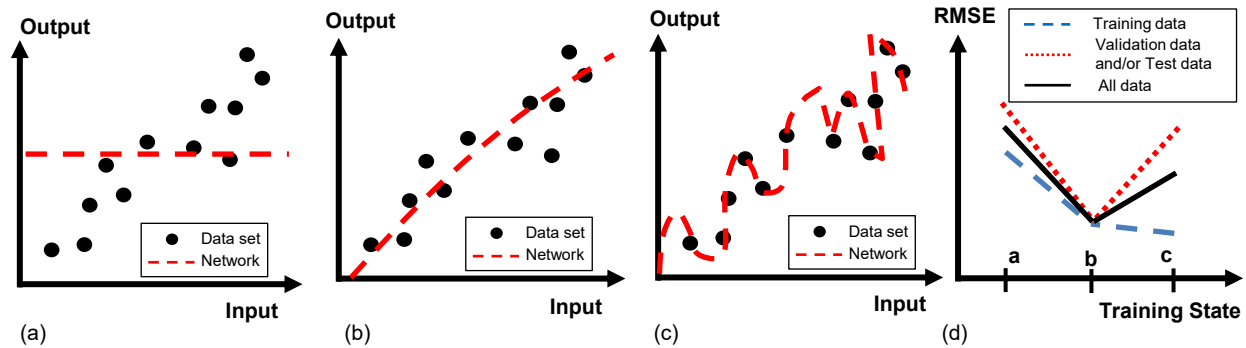 Output
Data set
Network
Input
(a)
Output
Data set
Network
Input
(b)
Output
Data set
Network
Input
(c)
RMSE
Training data
Validation data
and/or Test data
All data
a
b
c
Training State
(d)